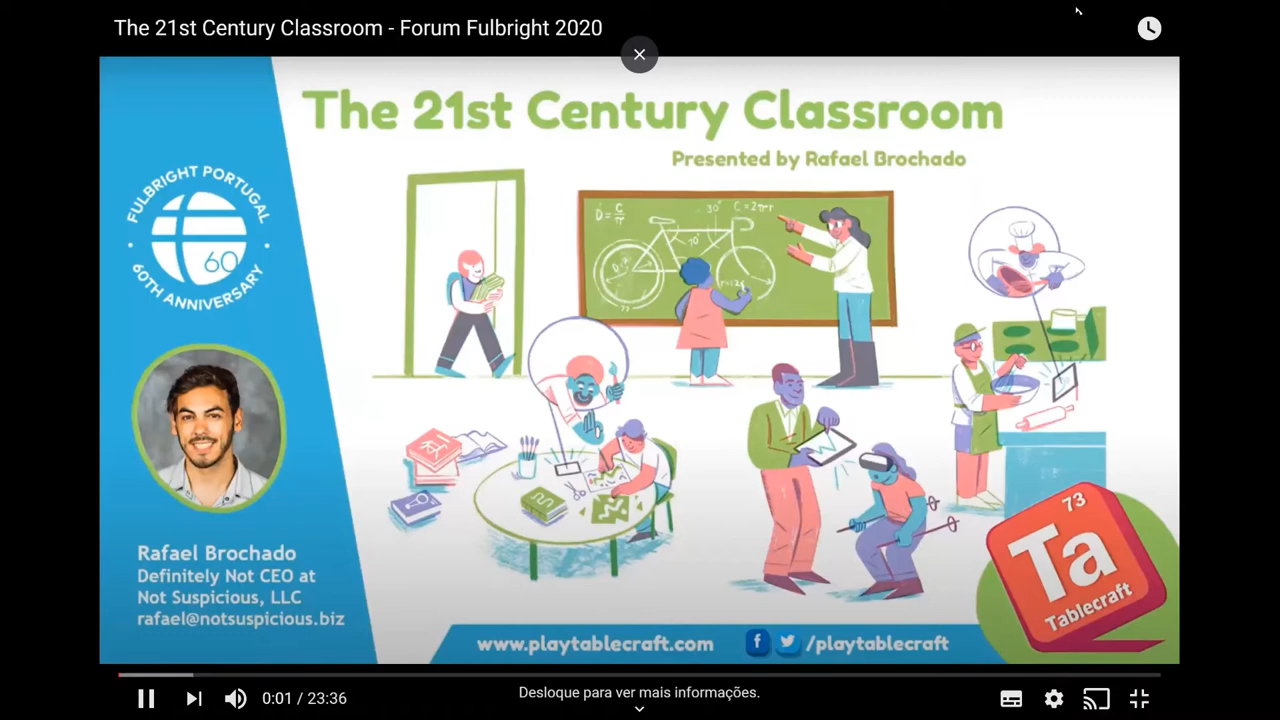 The 21st Century Classroom - Forum Fulbright 2020
The 21st Century Classroom
Presented by Rafael Brochado
FULBRIGHT PORTUGAL
60
60TH ANNIVERSARY
30°
C=2πr
70°
Rafael Brochado
Definitely Not CEO at
Not Suspicious, LLC
rafael@notsuspicious.biz
73
Ta
Tablecraft
www.playtablecraft.com
/playtablecraft
0:01 / 23:36
Desloque para ver mais informações.